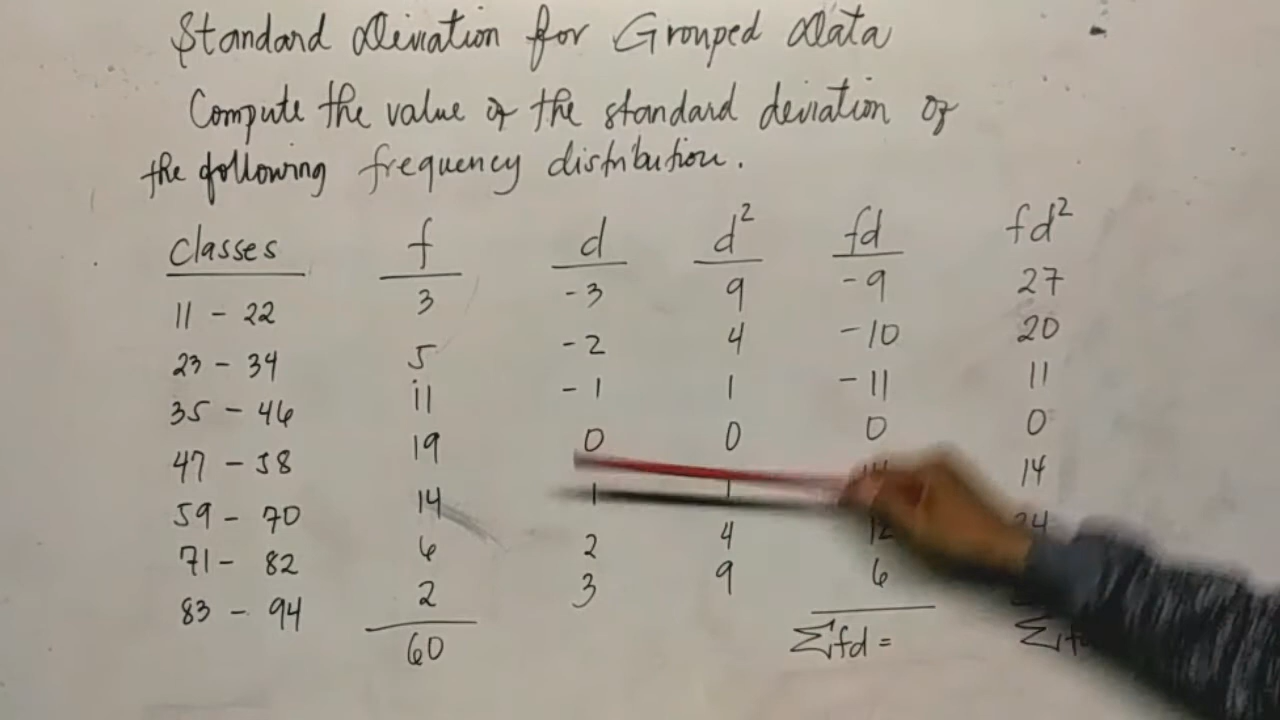 Standard Deviation for Grouped Data
Compute the value of the standard deviation of
the following frequency distribution.
Classes f d d² fd fd²
11 - 22 3 -3 9 -9 27
23 - 34 5 -2 4 -10 20
35 - 46 11 -1 1 -11 11
47 - 58 19 0 0 0 0
59 - 70 14 1 1 14 14
71 - 82 6 2 4 12 24
83 - 94 2 3 9 6
60 Σfd =